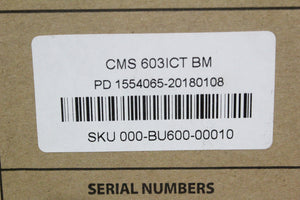 CMS 603ICT BM
PD 1554065-20180108
SKU 000-BU600-00010
SERIAL NUMBERS